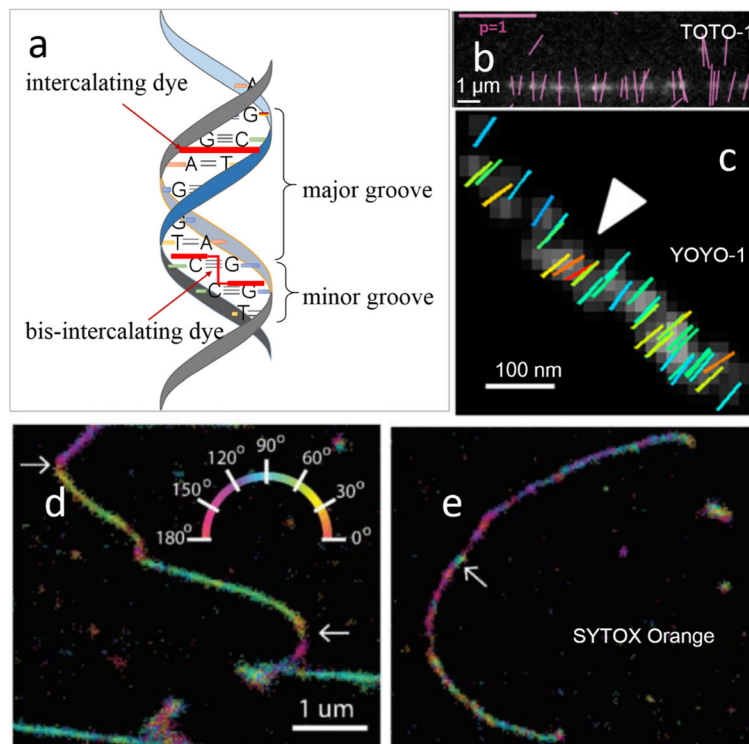 a
intercalating dye
A
G
G≡C
A=T
G
G
T=A
C≡G
C≡G
T
major groove
minor groove
bis-intercalating dye
p=1
TOTO-1
b
1 μm
c
YOYO-1
100 nm
d
180°
150°
120°
90°
60°
30°
0°
1 um
e
SYTOX Orange